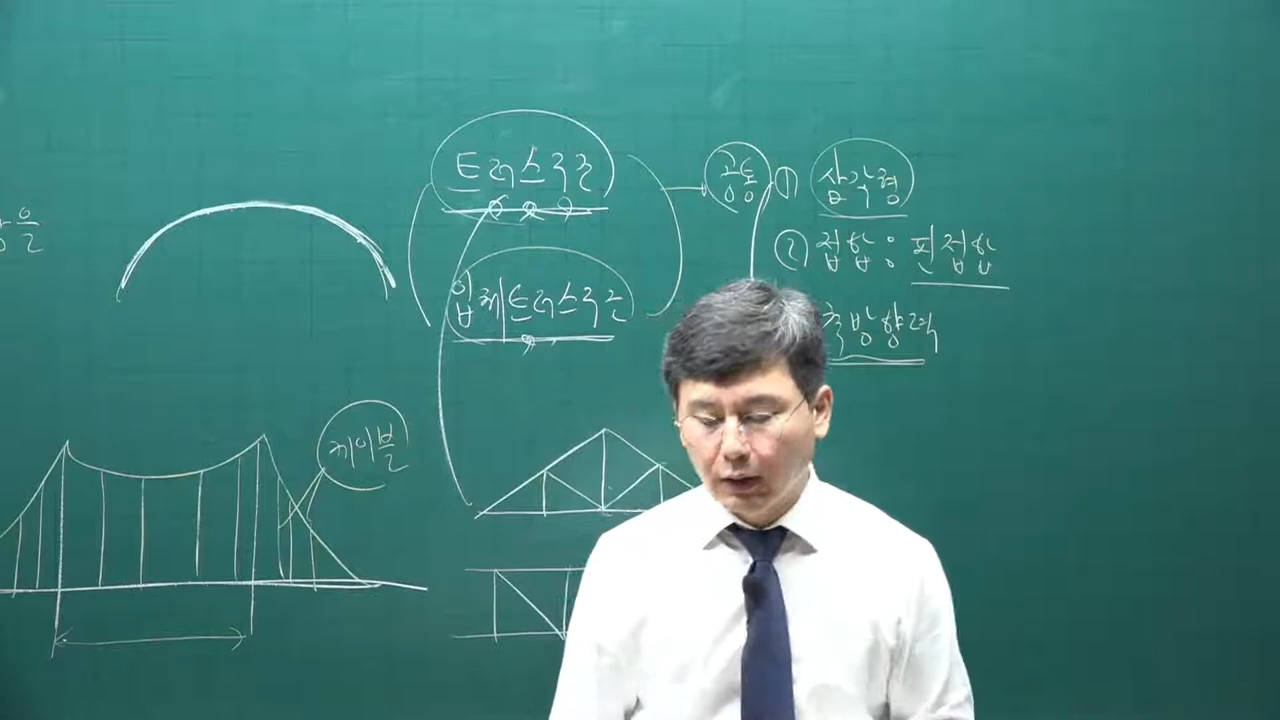 트러스구조
입체트러스구조
공통 ① 삼각형
② 접합 : 핀접합
축방향력
케이블